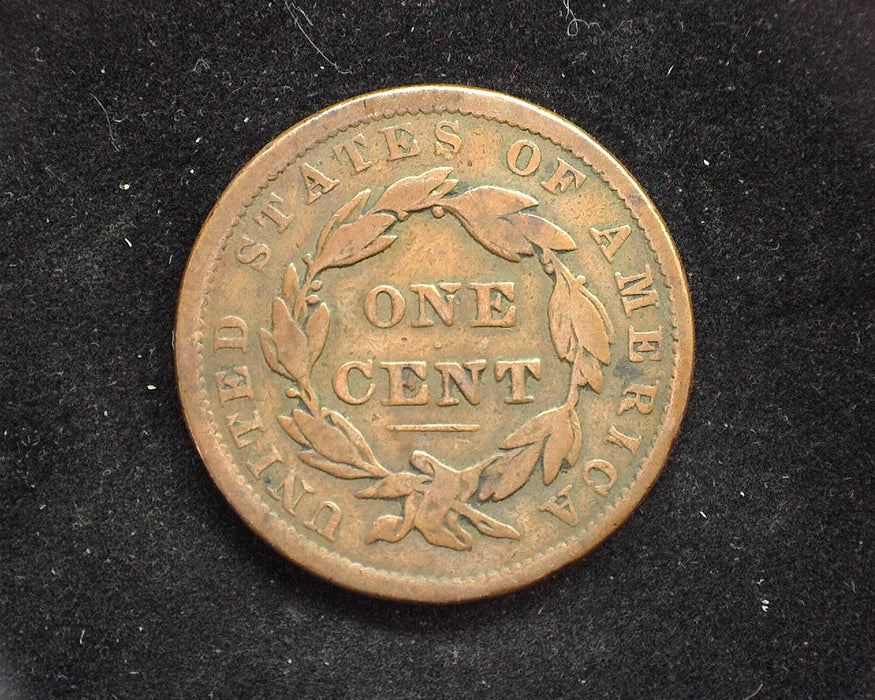 UNITED STATES OF AMERICA
ONE
CENT